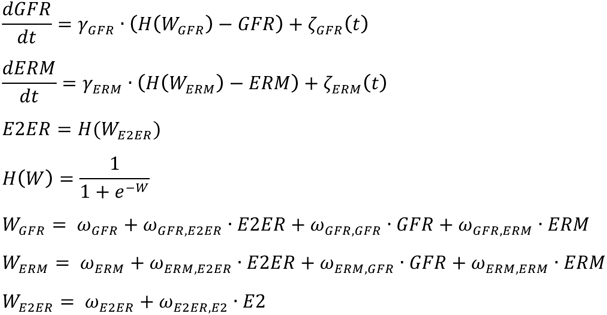 dGFR/dt = γ_GFR · (H(W_GFR) − GFR) + ζ_GFR(t)
dERM/dt = γ_ERM · (H(W_ERM) − ERM) + ζ_ERM(t)
E2ER = H(W_E2ER)
H(W) = 1/(1 + e^−W)
W_GFR = ω_GFR + ω_GFR,E2ER · E2ER + ω_GFR,GFR · GFR + ω_GFR,ERM · ERM
W_ERM = ω_ERM + ω_ERM,E2ER · E2ER + ω_ERM,GFR · GFR + ω_ERM,ERM · ERM
W_E2ER = ω_E2ER + ω_E2ER,E2 · E2